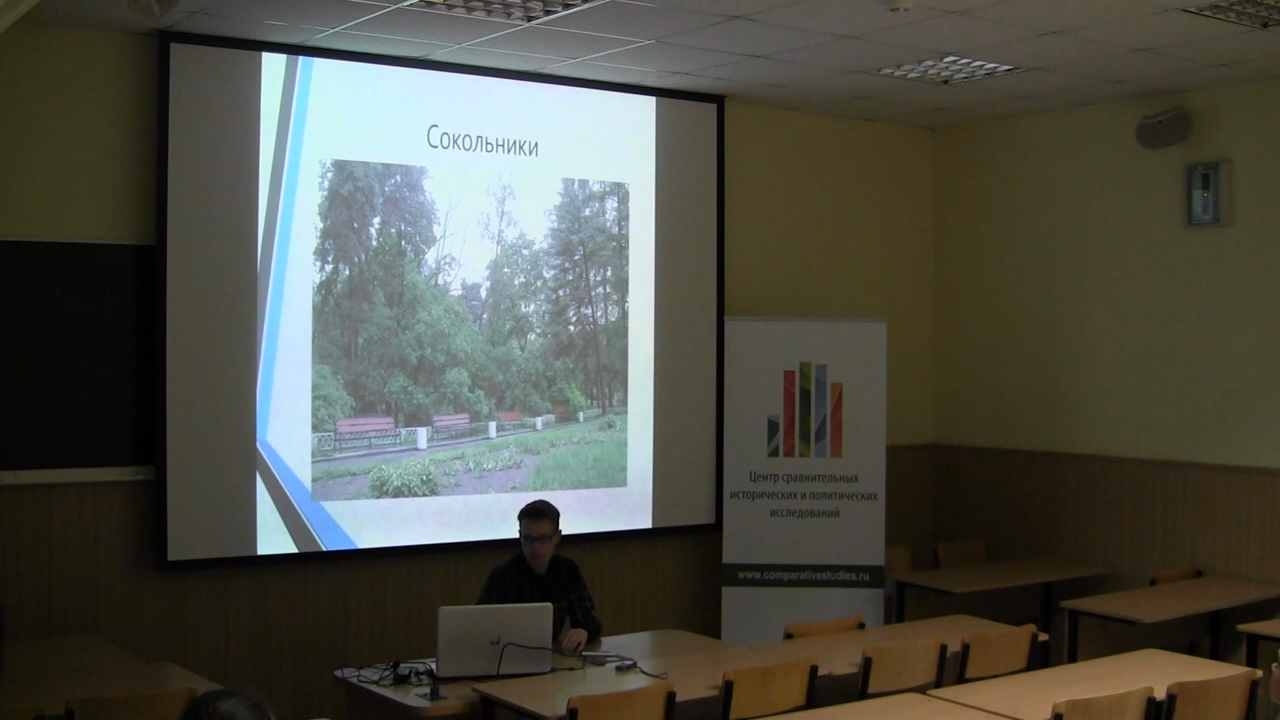 Сокольники
Центр сравнительных
исторических и политических
исследований
www.comparativestudies.ru